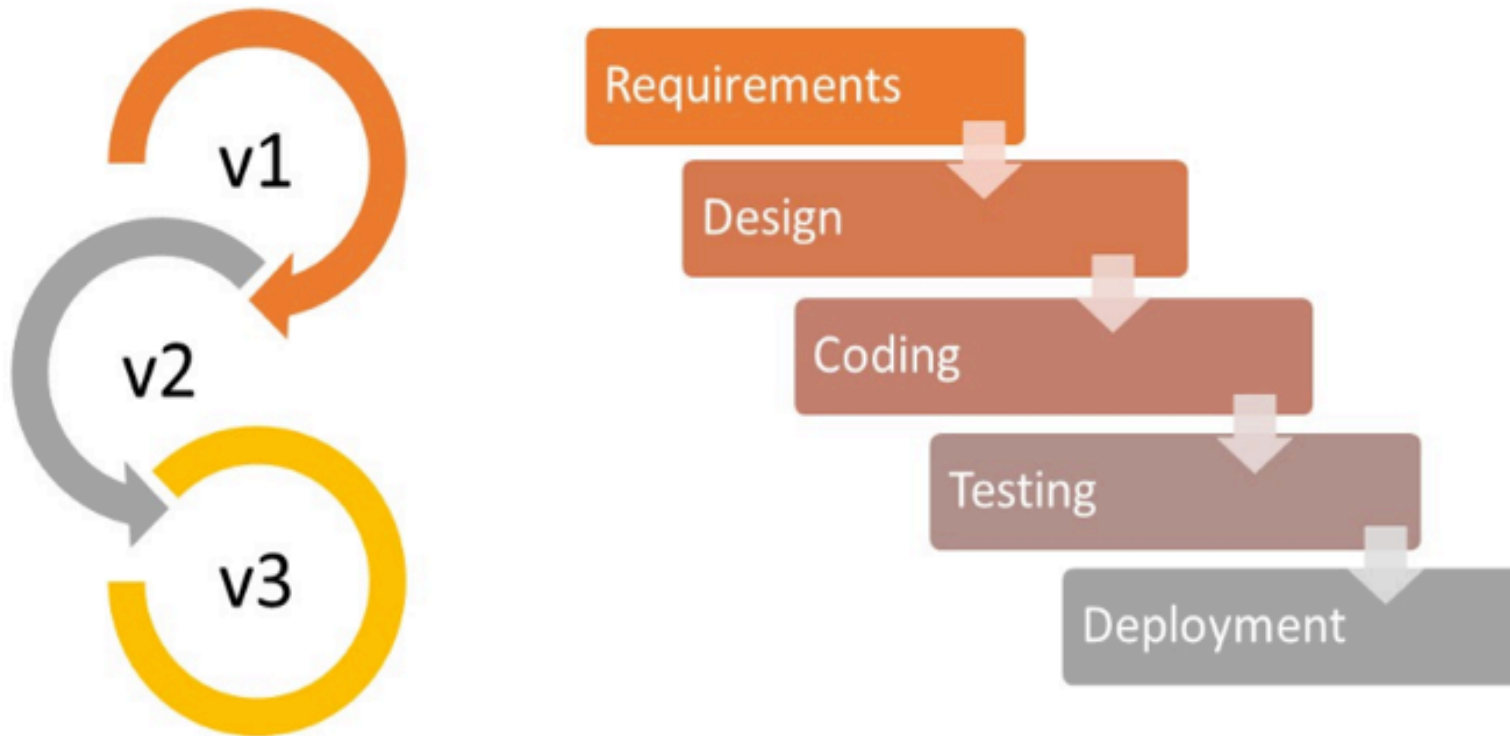 v1
v2
v3
Requirements
Design
Coding
Testing
Deployment